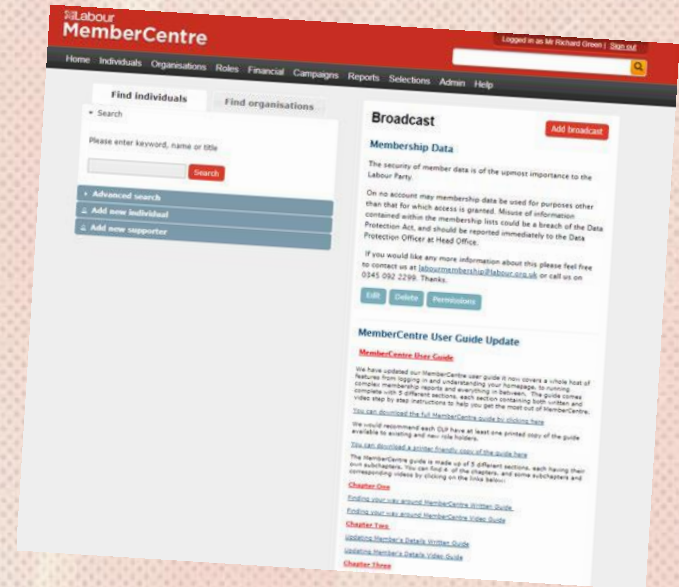 Labour
MemberCentre
Logged in as Mr Richard Green | Sign out
Home Individuals Organisations Roles Financial Campaigns Reports Selections Admin Help
Find individuals
Find organisations
Search
Please enter keyword, name or title
Search
Advanced search
Add new individual
Add new supporter
Broadcast
Add broadcast
Membership Data
The security of member data is of the upmost importance to the
Labour Party.
On no account may membership data be used for purposes other
than that for which access is granted. Misuse of information
contained within the membership lists could be a breach of the Data
Protection Act, and should be reported immediately to the Data
Protection Officer at Head Office.
If you would like any more information about this please feel free
to contact us at labourmembership@labour.org.uk or call us on
0345 092 2299. Thanks.
Edit Delete Permissions
MemberCentre User Guide Update
MemberCentre User Guide
We have updated our MemberCentre user guide it now covers a whole host of
features from logging in and understanding your homepage, to running
complex membership reports and everything in between. The guide comes
complete with 5 different sections, each section containing both written and
video step by step instructions to help you get the most out of MemberCentre.
You can download the full MemberCentre guide by clicking here
We would recommend each CLP have at least one printed copy of the guide
available to existing and new role holders.
You can download a printer friendly copy of the guide here
The MemberCentre guide is made up of 5 different sections, each having their
own subchapters. You can find of the chapters, and some subchapters and
corresponding videos by clicking on the links below:
Chapter One
Finding your way around MemberCentre Written Guide
Finding your way around MemberCentre Video Guide
Chapter Two
Updating Member's Details Written Guide
Updating Member's Details Video Guide
Chapter Three